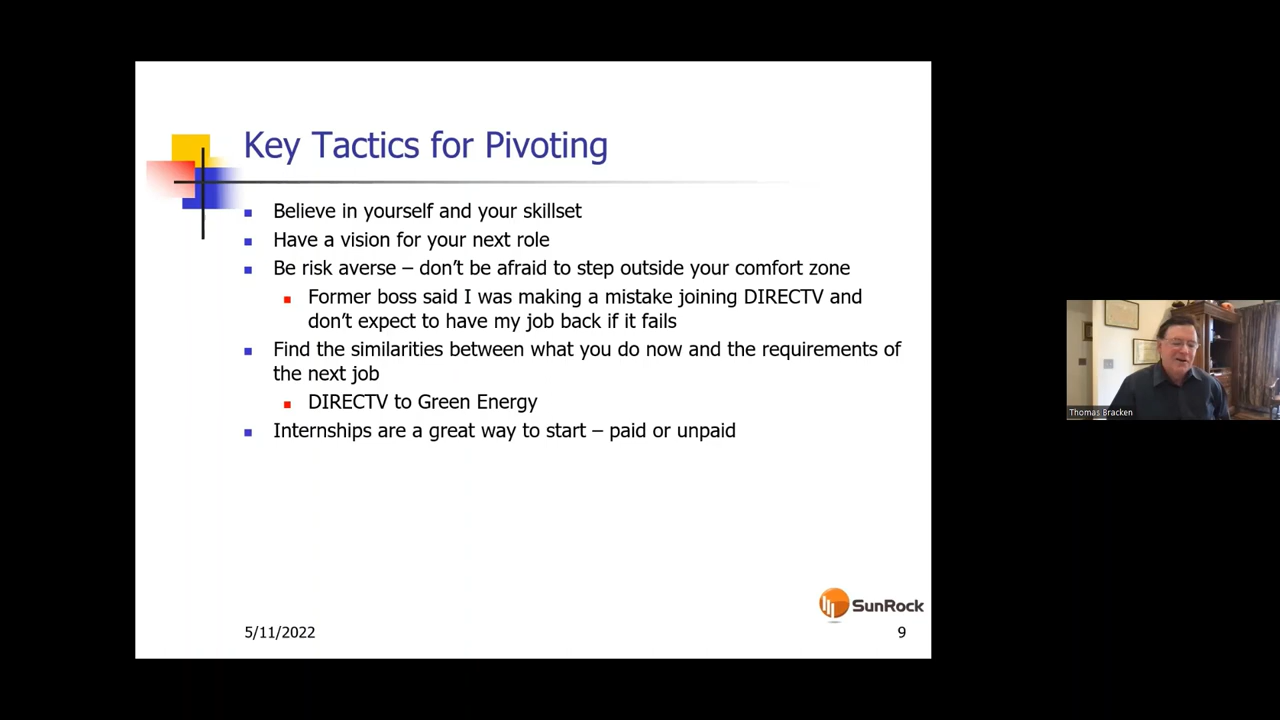 Key Tactics for Pivoting
Believe in yourself and your skillset
Have a vision for your next role
Be risk averse – don't be afraid to step outside your comfort zone
Former boss said I was making a mistake joining DIRECTV and
don't expect to have my job back if it fails
Find the similarities between what you do now and the requirements of
the next job
DIRECTV to Green Energy
Internships are a great way to start – paid or unpaid
SunRock
5/11/2022
9
Thomas Bracken